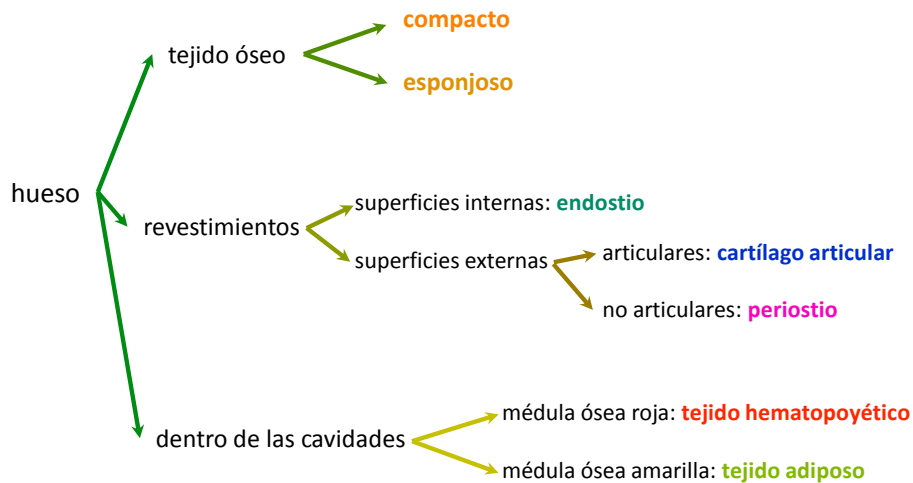 hueso
tejido óseo
compacto
esponjoso
revestimientos
superficies internas: endostio
superficies externas
articulares: cartílago articular
no articulares: periostio
dentro de las cavidades
médula ósea roja: tejido hematopoyético
médula ósea amarilla: tejido adiposo